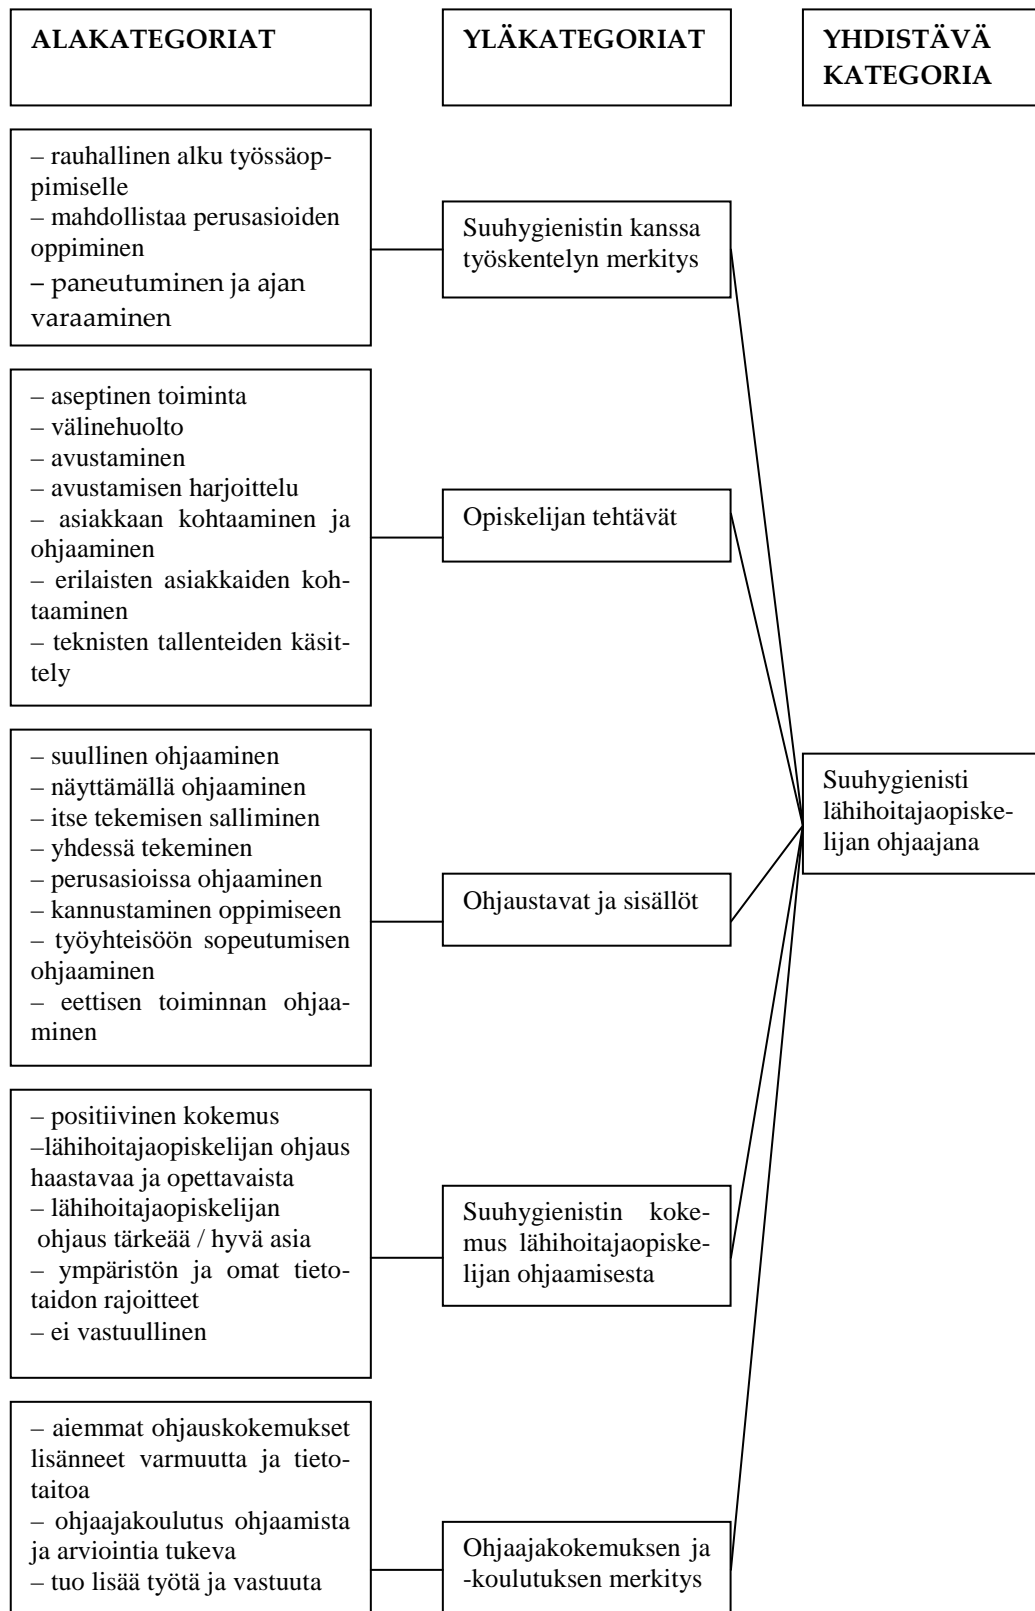 ALAKATEGORIAT
YLÄKATEGORIAT
YHDISTÄVÄ
KATEGORIA
– rauhallinen alku työssäop-
pimiselle
– mahdollistaa perusasioiden
oppiminen
– paneutuminen ja ajan
varaaminen
Suuhygienistin kanssa
työskentelyn merkitys
– aseptinen toiminta
– välinehuolto
– avustaminen
– avustamisen harjoittelu
– asiakkaan kohtaaminen ja
ohjaaminen
– erilaisten asiakkaiden koh-
taaminen
– teknisten tallenteiden käsit-
tely
Opiskelijan tehtävät
– suullinen ohjaaminen
– näyttämällä ohjaaminen
– itse tekemisen salliminen
– yhdessä tekeminen
– perusasioissa ohjaaminen
– kannustaminen oppimiseen
– työyhteisöön sopeutumisen
ohjaaminen
– eettisen toiminnan ohjaa-
minen
Ohjaustavat ja sisällöt
Suuhygienisti
lähihoitajaopiske-
lijan ohjaajana
– positiivinen kokemus
–lähihoitajaopiskelijan ohjaus
haastavaa ja opettavaista
– lähihoitajaopiskelijan
ohjaus tärkeää / hyvä asia
– ympäristön ja omat tieto-
taidon rajoitteet
– ei vastuullinen
Suuhygienistin koke-
mus lähihoitajaopiske-
lijan ohjaamisesta
– aiemmat ohjauskokemukset
lisänneet varmuutta ja tieto-
taitoa
– ohjaajakoulutus ohjaamista
ja arviointia tukeva
– tuo lisää työtä ja vastuuta
Ohjaajakokemuksen ja
-koulutuksen merkitys